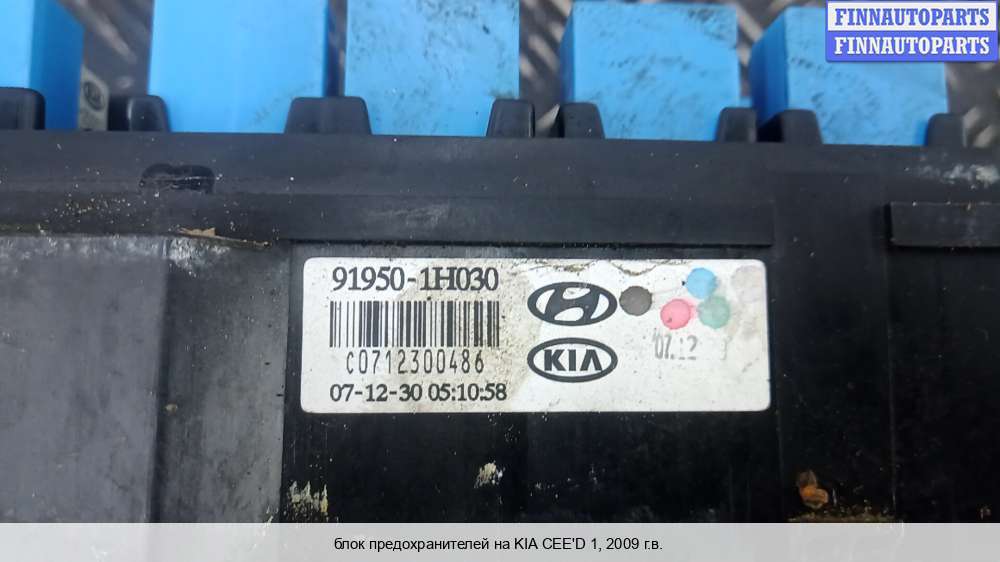 FINNAUTOPARTS
FINNAUTOPARTS
91950-1H030
C0712300486
07-12-30 05:10:58
KIA
'07.12
блок предохранителей на KIA CEE'D 1, 2009 г.в.